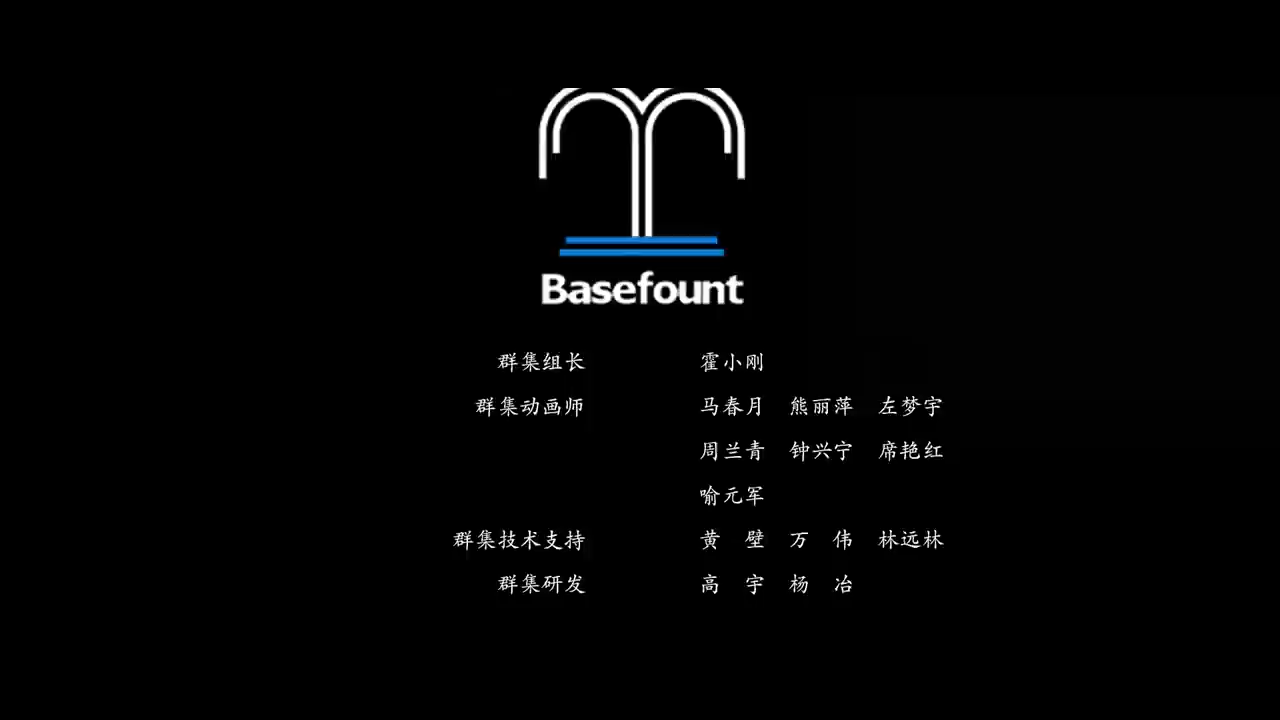 Basefount
群集组长 霍小刚
群集动画师 马春月 熊丽萍 左梦宇
周兰青 钟兴宁 席艳红
喻元军
群集技术支持 黄 壁 万 伟 林远林
群集研发 高 宇 杨 冶